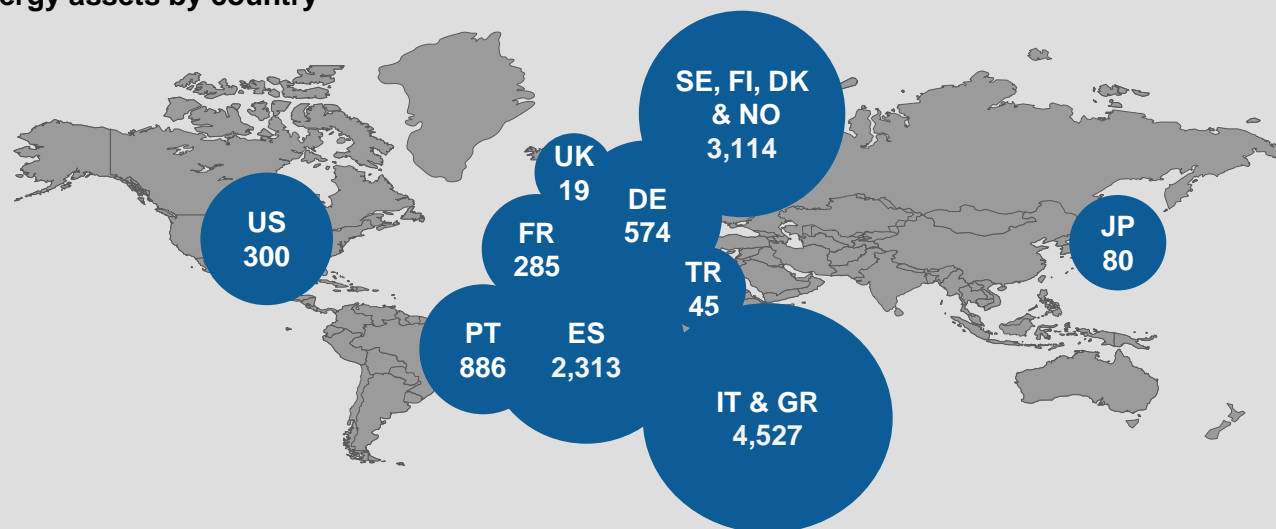 ergy assets by country
SE, FI, DK
& NO
3,114
UK
19
DE
574
US
300
FR
285
JP
80
TR
45
PT
886
ES
2,313
IT & GR
4,527